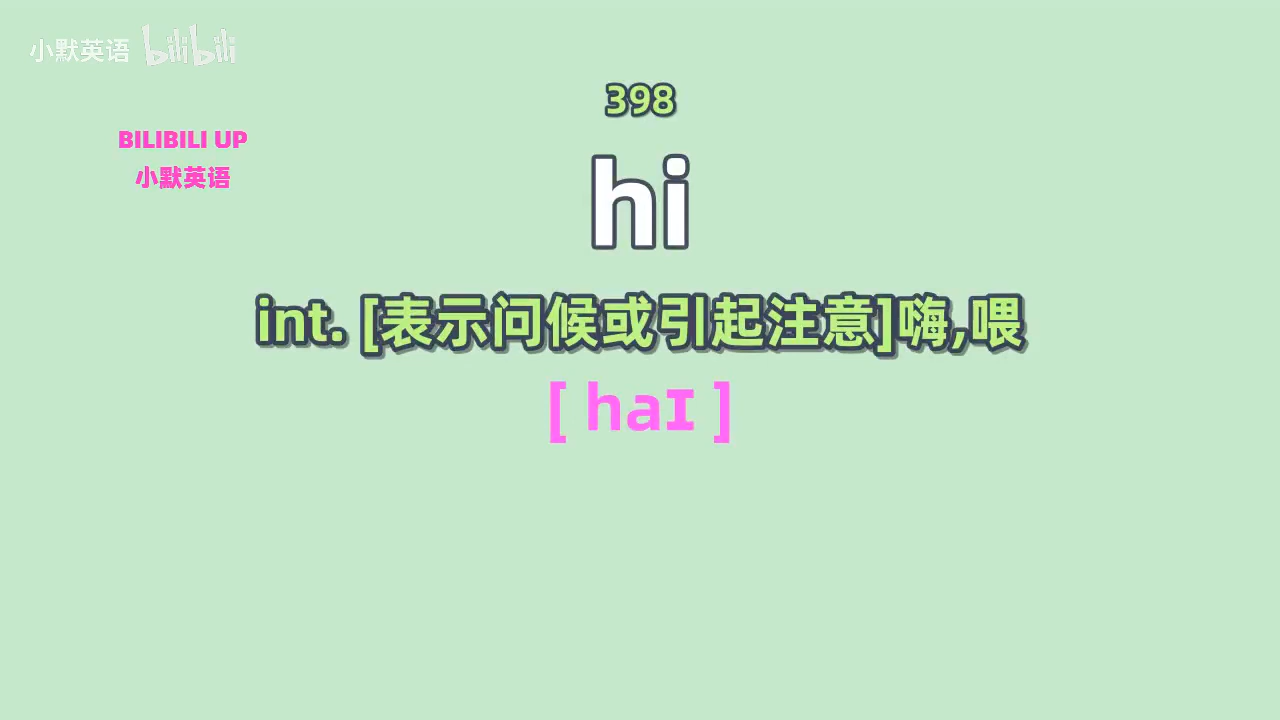 小默英语 bilibili
398
BILIBILI UP
小默英语
hi
int. [表示问候或引起注意]嗨,喂
[ haɪ ]